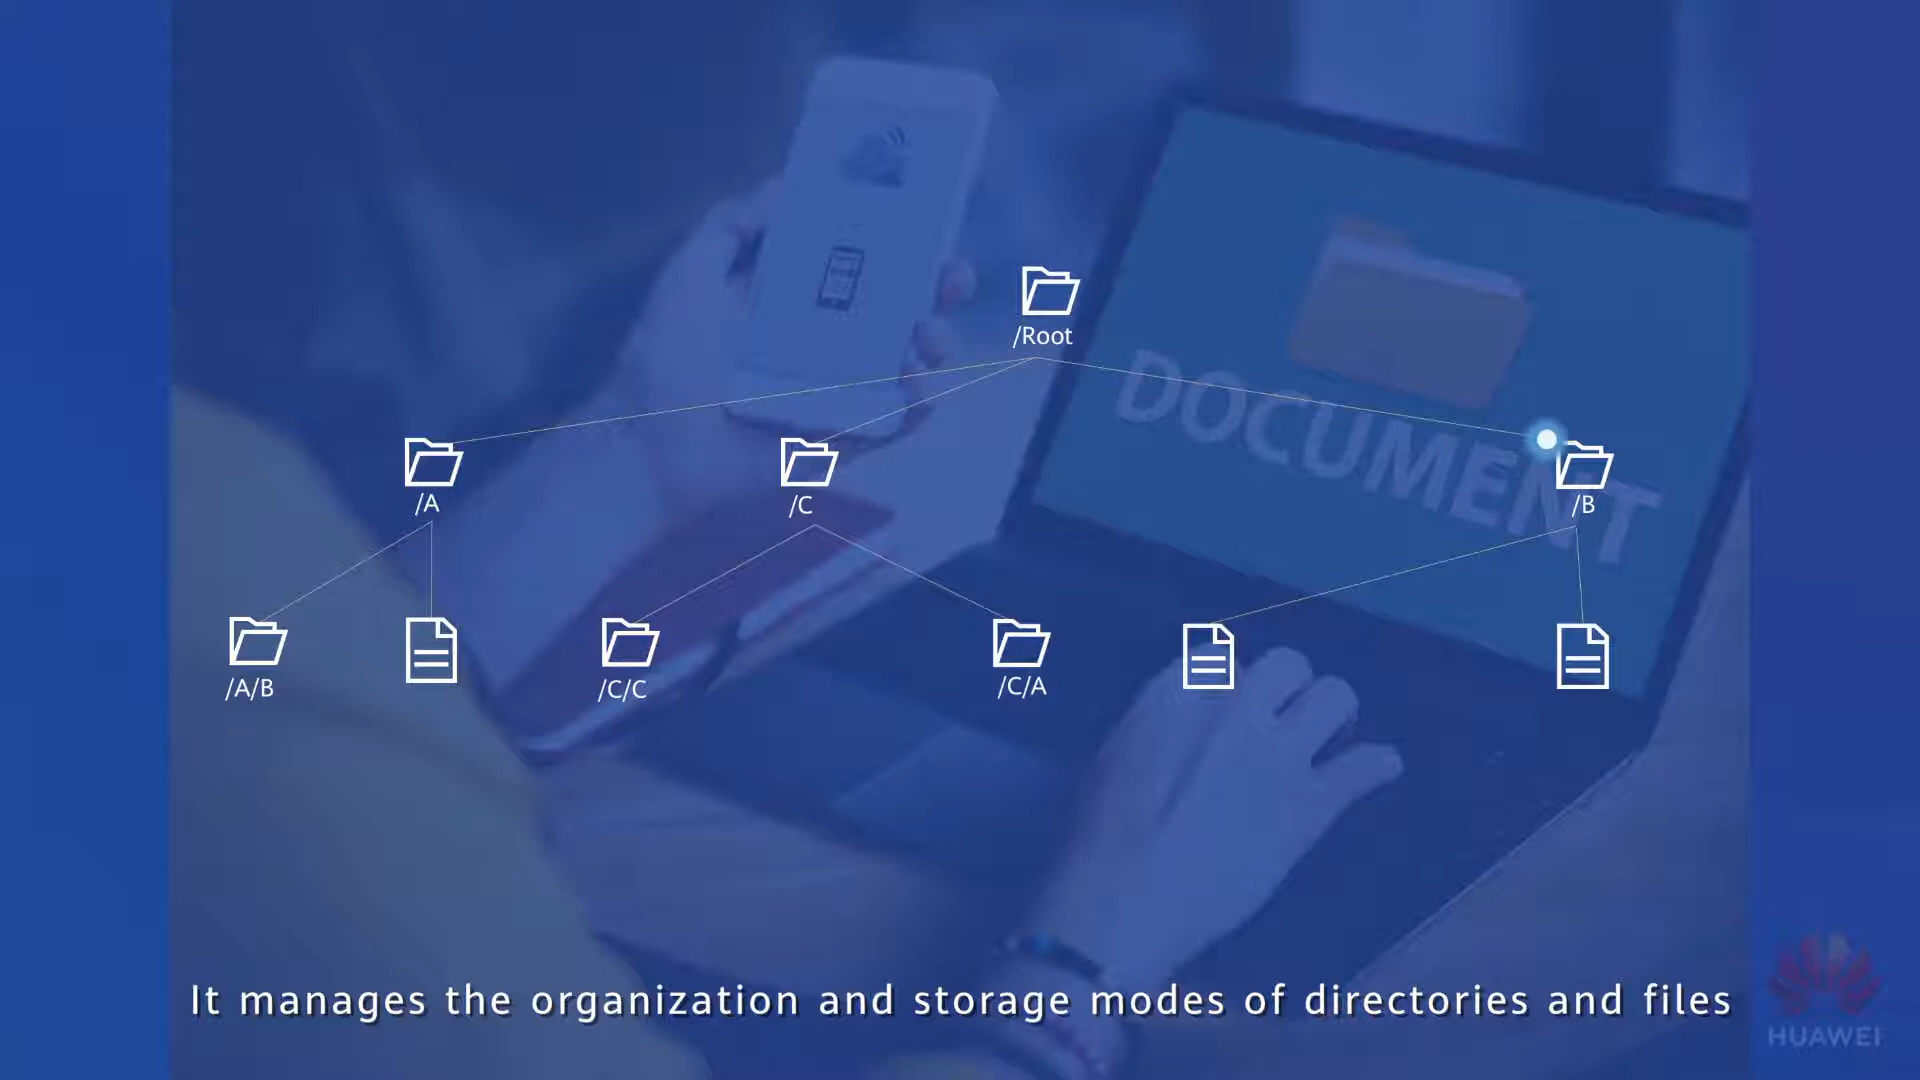 /Root
DOCUMENT
/A
/C
/B
/A/B
/C/C
/C/A
It manages the organization and storage modes of directories and files
HUAWEI